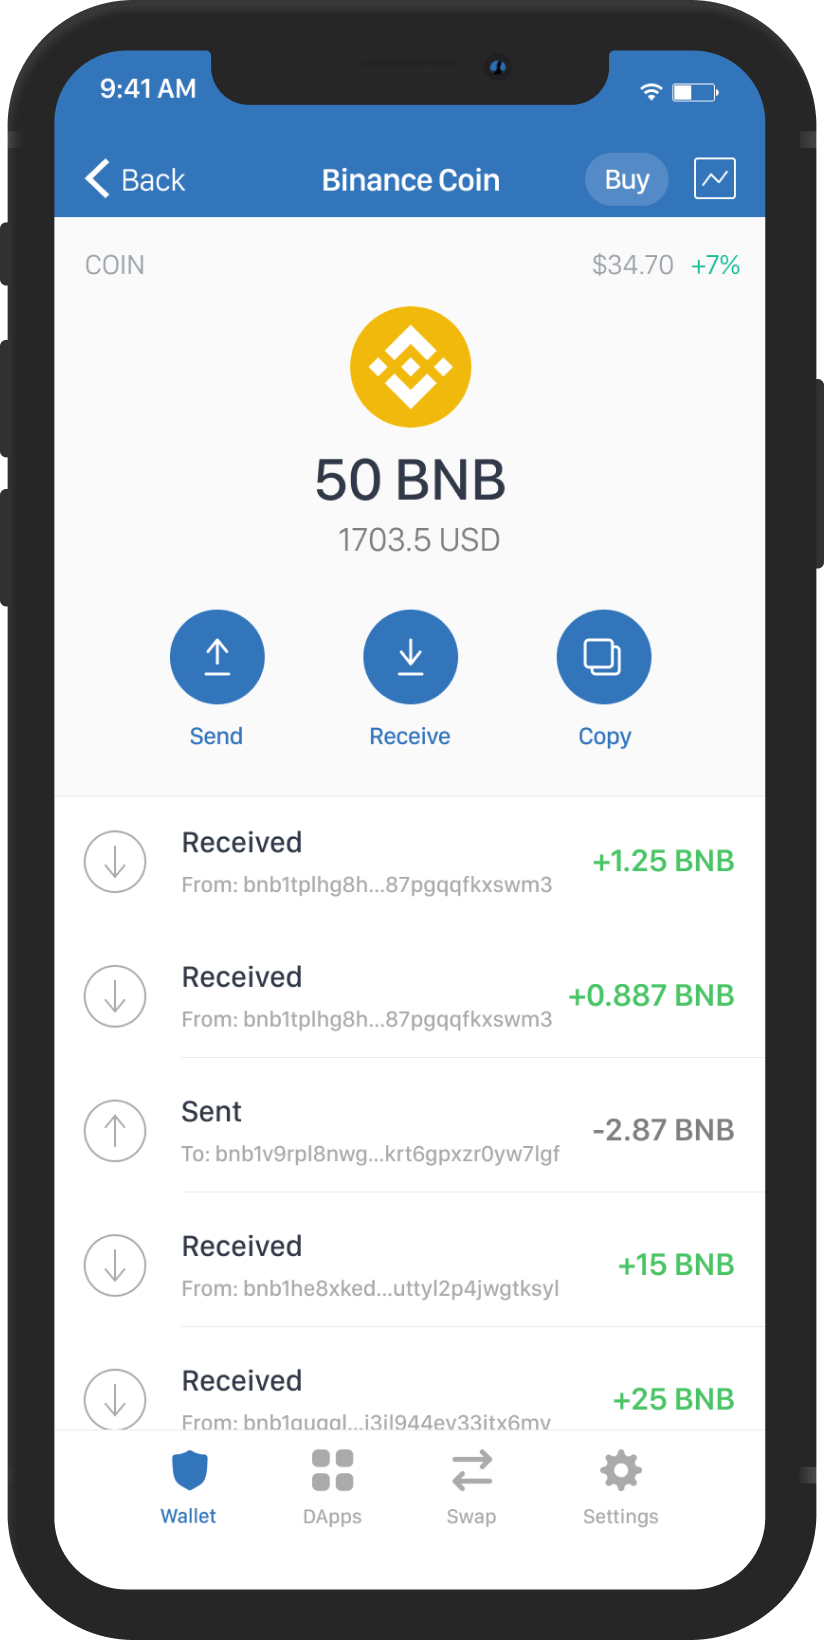 9:41 AM
Back Binance Coin Buy
COIN $34.70 +7%
50 BNB
1703.5 USD
Send Receive Copy
Received
+1.25 BNB
From: bnb1tplhg8h...87pgqqfkxswm3
Received
+0.887 BNB
From: bnb1tplhg8h...87pgqqfkxswm3
Sent
-2.87 BNB
To: bnb1v9rpl8nwg...krt6gpxzr0yw7lgf
Received
+15 BNB
From: bnb1he8xked...uttyl2p4jwgtksyl
Received
+25 BNB
From:
Wallet DApps Swap Settings